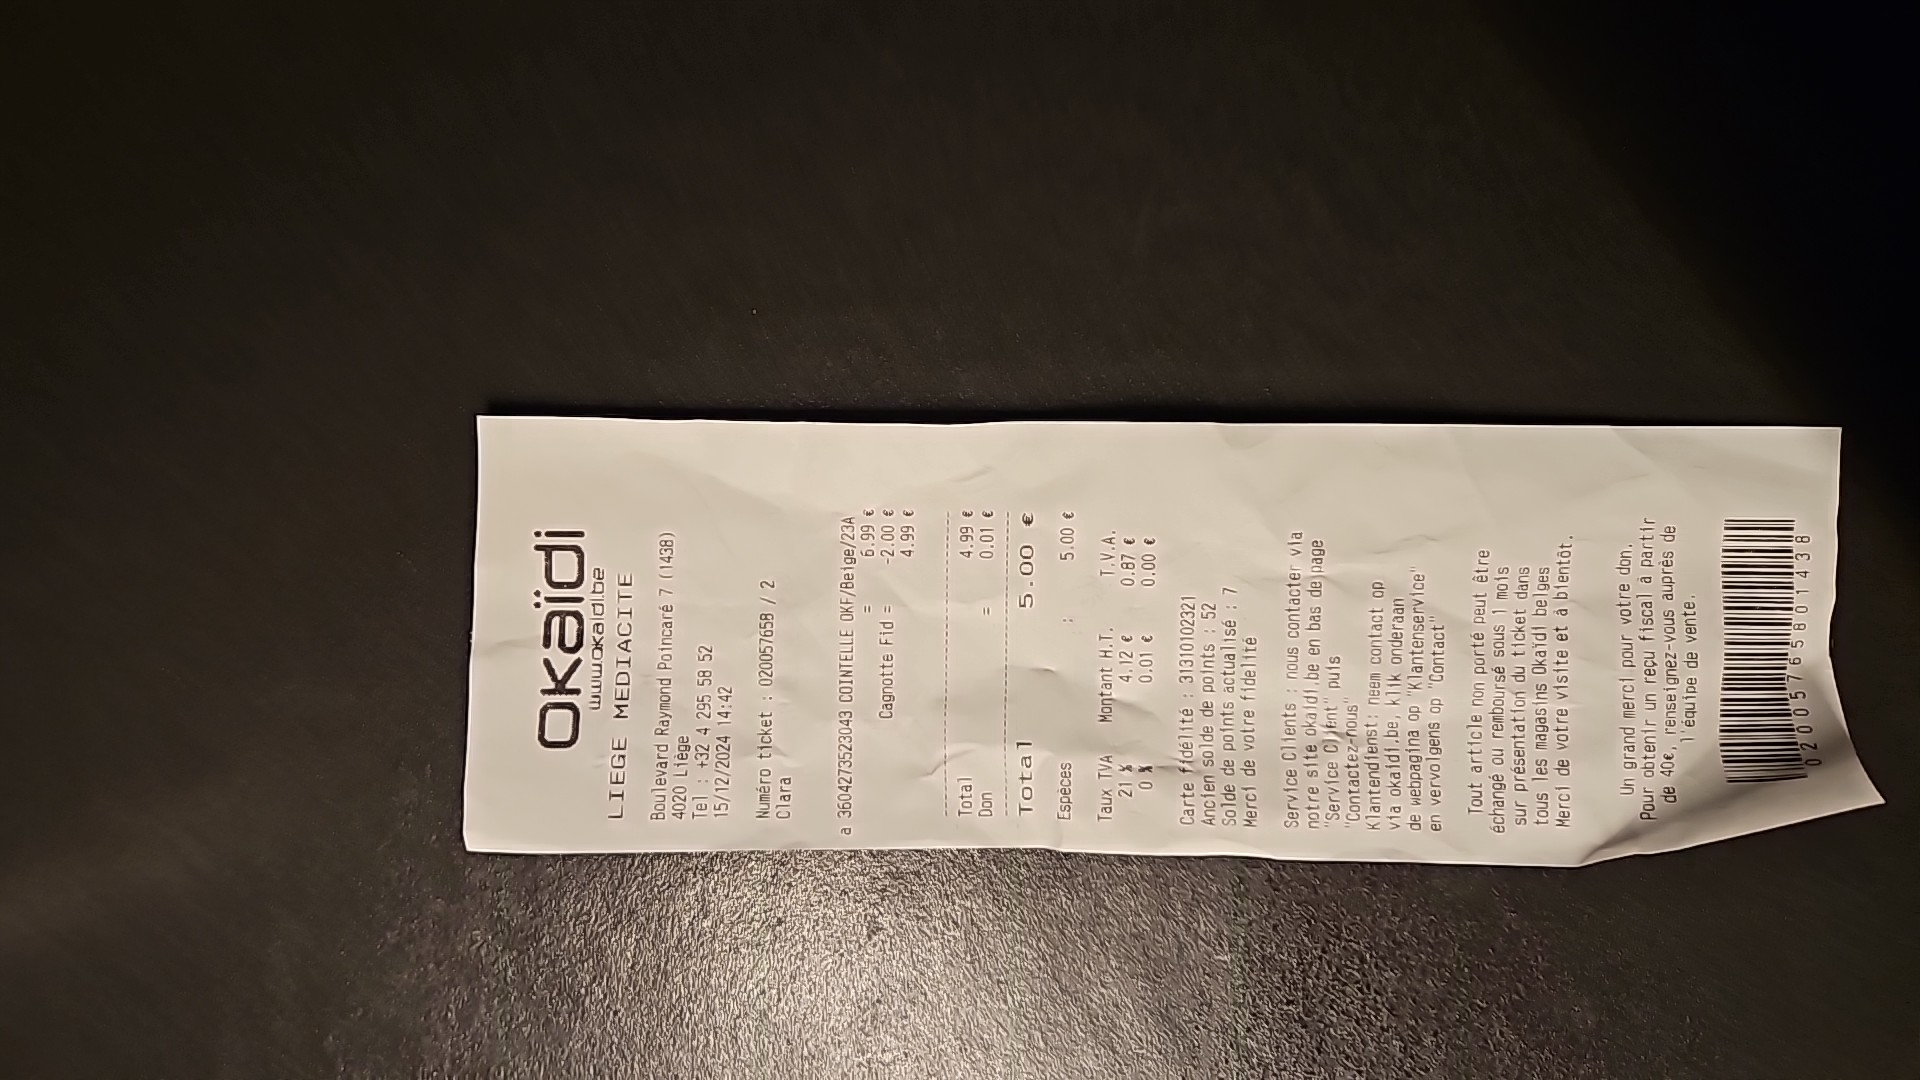 Okaïdi
www.okaidi.be
LIEGE MEDIACITE
Boulevard Raymond Poincaré 7 (1438)
4020 Liège
Tel : +32 4 295 58 52
15/12/2024 14:42
Numéro ticket : 02005765B / 2
Clara
a 3604273523043 COINTELLE OKF/Beige/23A
= 6.99 €
Cagnotte Fid = -2.00 €
4.99 €
Total 4.99 €
Don = 0.01 €
Total 5.00 €
Espèces : 5.00 €
Taux TVA Montant H.T. T.V.A.
21 % 4.12 € 0.87 €
0 % 0.01 € 0.00 €
Carte fidélité : 3131102321
Ancien solde de points : 52
Solde de points actualisé : 7
Merci de votre fidelité
Service Clients : nous contacter via
notre site okaidi.be en bas de page
"Service Client" puis
"Contactez-nous"
Klantendienst: neem contact op
via okaidi.be, klik onderaan
de webpagina op "Klantenservice"
en vervolgens op "Contact"
Tout article non porté peut être
échangé ou remboursé sous 1 mois
sur présentation du ticket dans
tous les magasins Okaïdi belges
Merci de votre visite et à bientôt.
Un grand merci pour votre don.
Pour obtenir un reçu fiscal à partir
de 40€, renseignez-vous auprès de
l'équipe de vente.
02005765801438